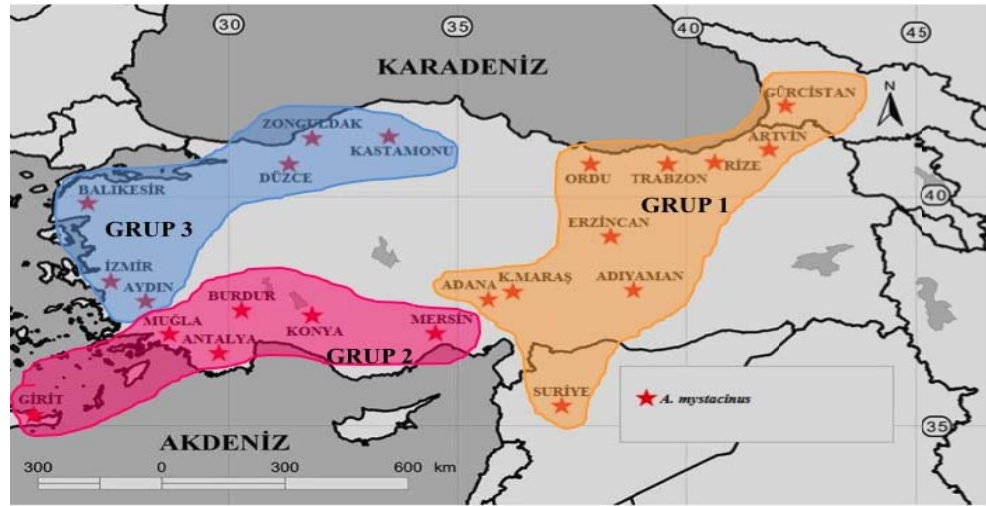 30
35
40
45
KARADENİZ
GÜRCİSTAN
N
ZONGULDAK
KASTAMONU
ARTVİN
DÜZCE
ORDU
TRABZON
RİZE
BALIKESİR
40
GRUP 1
GRUP 3
ERZİNCAN
İZMİR
AYDIN
ADANA
K.MARAŞ
ADIYAMAN
BURDUR
MUĞLA
ANTALYA
KONYA
MERSİN
GRUP 2
GİRİT
SURİYE
A. mystacinus
AKDENİZ
35
300 0 300 600 km